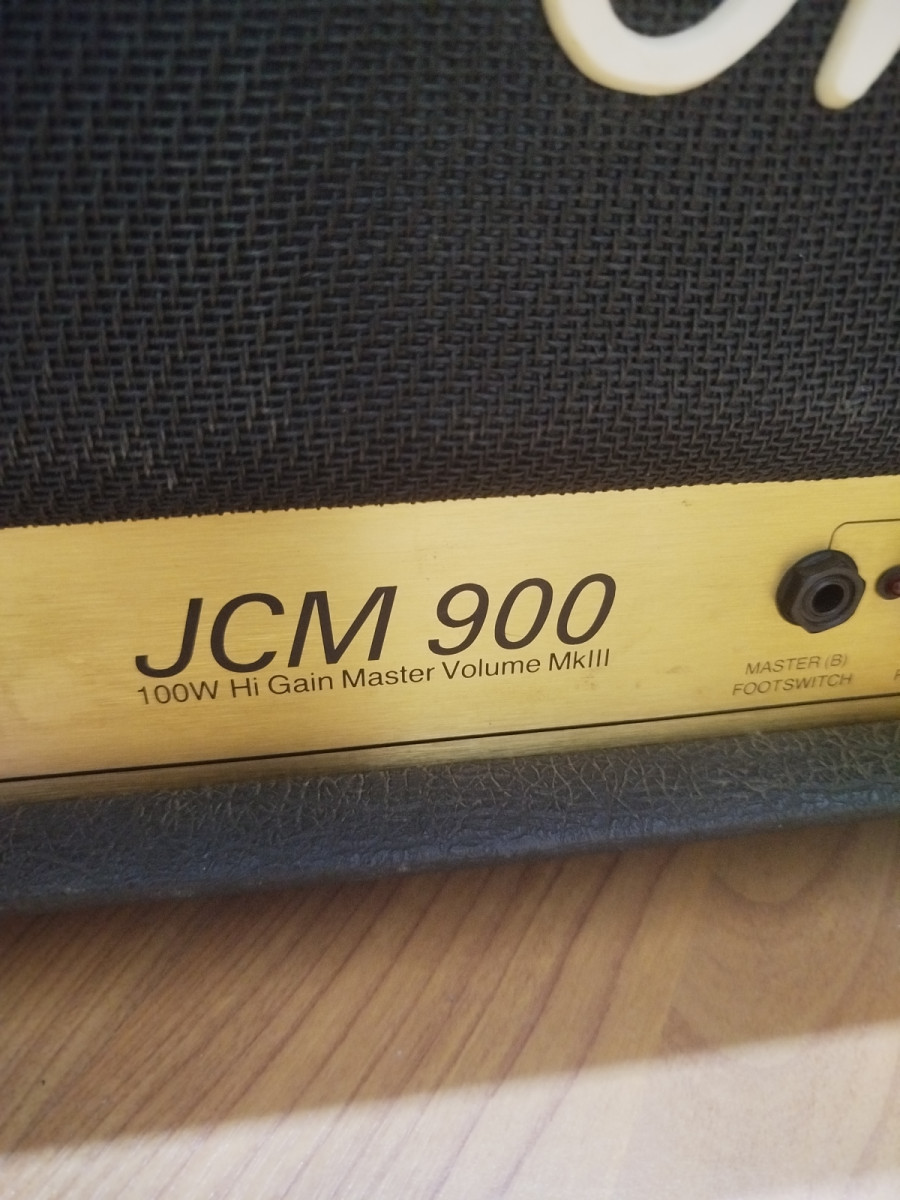 JCM 900
100W Hi Gain Master Volume MkIII
MASTER (B)
FOOTSWITCH